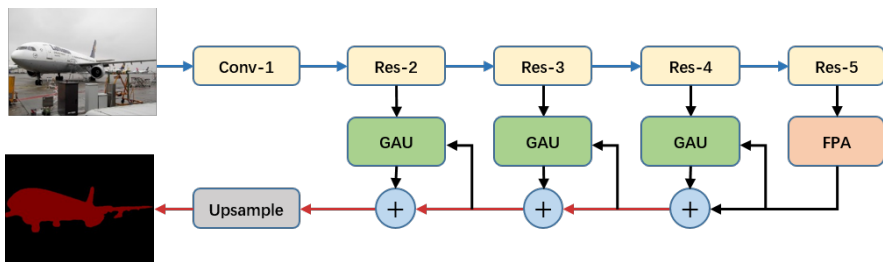 Conv-1
Res-2
Res-3
Res-4
Res-5
GAU
GAU
GAU
FPA
+
+
+
Upsample